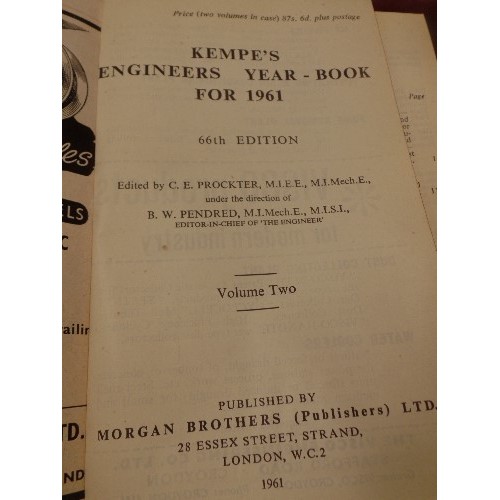 Price (two volumes in case) 87s. 6d. plus postage
KEMPE'S
ENGINEERS YEAR - BOOK
FOR 1961
66th EDITION
Edited by C. E. PROCKTER, M.I.E.E., M.I.Mech.E.,
under the direction of
B. W. PENDRED, M.I.Mech.E., M.I.S.I.,
EDITOR-IN-CHIEF OF 'THE ENGINEER'
Volume Two
PUBLISHED BY
MORGAN BROTHERS (Publishers) LTD.
28 ESSEX STREET, STRAND,
LONDON, W.C.2
1961
Page